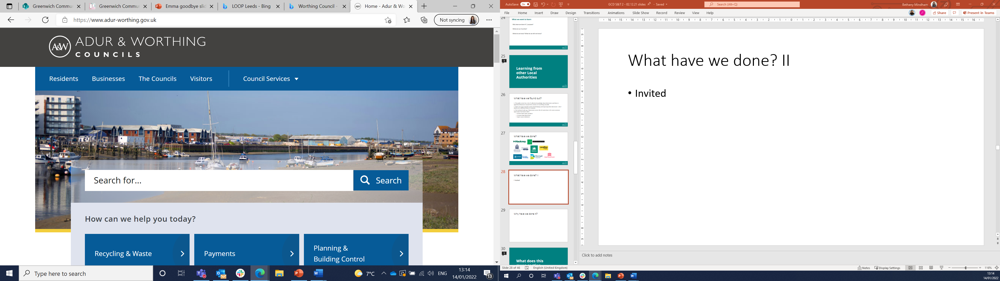 Greenwich Commu
Greenwich Commu
Emma goodbye slid
LOOP Leeds - Bing
Worthing Council -
Home - Adur & Wo
https://www.adur-worthing.gov.uk
Not syncing
A&W
ADUR & WORTHING
COUNCILS
Residents
Businesses
The Councils
Visitors
Council Services
Search for...
Search
How can we help you today?
Recycling & Waste
Payments
Planning &
Building Control
Type here to search
7°C
ENG
13:14
14/01/2022
13
AutoSave
On
GCD S&T 2 - 02.12.21 slides
- Saved
Search (Alt+Q)
Bethany Mindham
File
Home
Insert
Draw
Design
Transitions
Animations
Slide Show
Record
Review
View
Help
JT
Share
Present in Teams
24
What we want to learn
Why have we done it? / purpose?
What do we know? What do we still not know?
25
1
Learning from
other Local
Authorities
26
What have we found out?
27
What have we done?
Hackney
LocalGov
loop
Dorset
28
What have we done? II
• Invited
29
Why have we done it?
30
1
What does this
What have we done? II
• Invited
Click to add notes
Slide 28 of 46
English (United Kingdom)
Notes
Display Settings
116%
13:14
14/01/2022